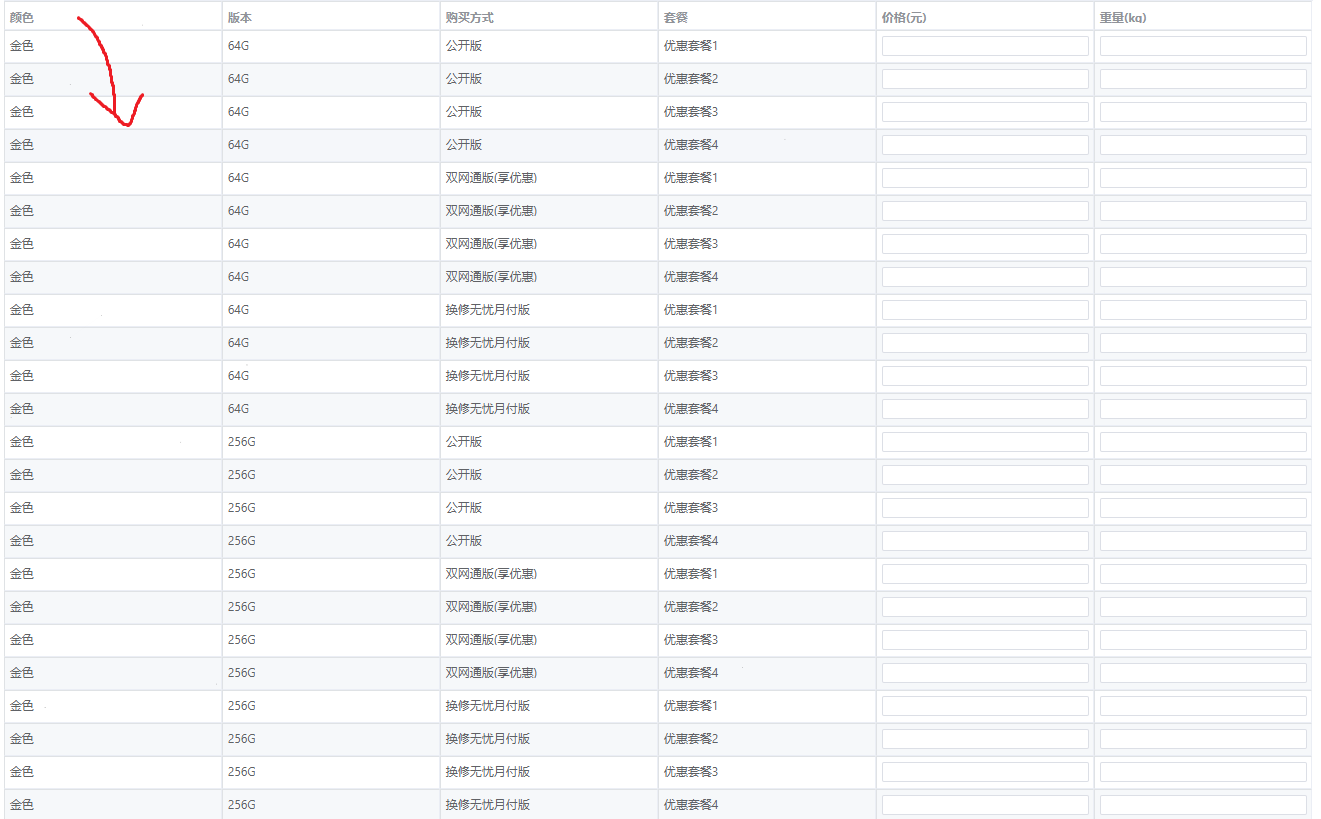 颜色 版本 购买方式 套餐 价格(元) 重量(kg)
金色 64G 公开版 优惠套餐1
金色 64G 公开版 优惠套餐2
金色 64G 公开版 优惠套餐3
金色 64G 公开版 优惠套餐4
金色 64G 双网通版(享优惠) 优惠套餐1
金色 64G 双网通版(享优惠) 优惠套餐2
金色 64G 双网通版(享优惠) 优惠套餐3
金色 64G 双网通版(享优惠) 优惠套餐4
金色 64G 换修无忧月付版 优惠套餐1
金色 64G 换修无忧月付版 优惠套餐2
金色 64G 换修无忧月付版 优惠套餐3
金色 64G 换修无忧月付版 优惠套餐4
金色 256G 公开版 优惠套餐1
金色 256G 公开版 优惠套餐2
金色 256G 公开版 优惠套餐3
金色 256G 公开版 优惠套餐4
金色 256G 双网通版(享优惠) 优惠套餐1
金色 256G 双网通版(享优惠) 优惠套餐2
金色 256G 双网通版(享优惠) 优惠套餐3
金色 256G 双网通版(享优惠) 优惠套餐4
金色 256G 换修无忧月付版 优惠套餐1
金色 256G 换修无忧月付版 优惠套餐2
金色 256G 换修无忧月付版 优惠套餐3
金色 256G 换修无忧月付版 优惠套餐4